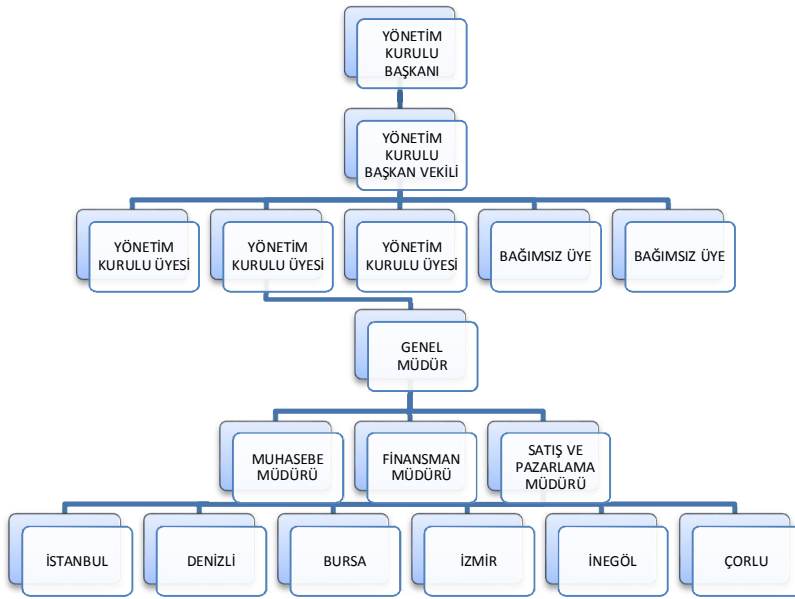 YÖNETİM
KURULU
BAŞKANI
YÖNETİM
KURULU
BAŞKAN VEKİLİ
YÖNETİM
KURULU ÜYESİ
YÖNETİM
KURULU ÜYESİ
YÖNETİM
KURULU ÜYESİ
BAĞIMSIZ ÜYE
BAĞIMSIZ ÜYE
GENEL
MÜDÜR
MUHASEBE
MÜDÜRÜ
FİNANSMAN
MÜDÜRÜ
SATIŞ VE
PAZARLAMA
MÜDÜRÜ
İSTANBUL
DENİZLİ
BURSA
İZMİR
İNEGÖL
ÇORLU